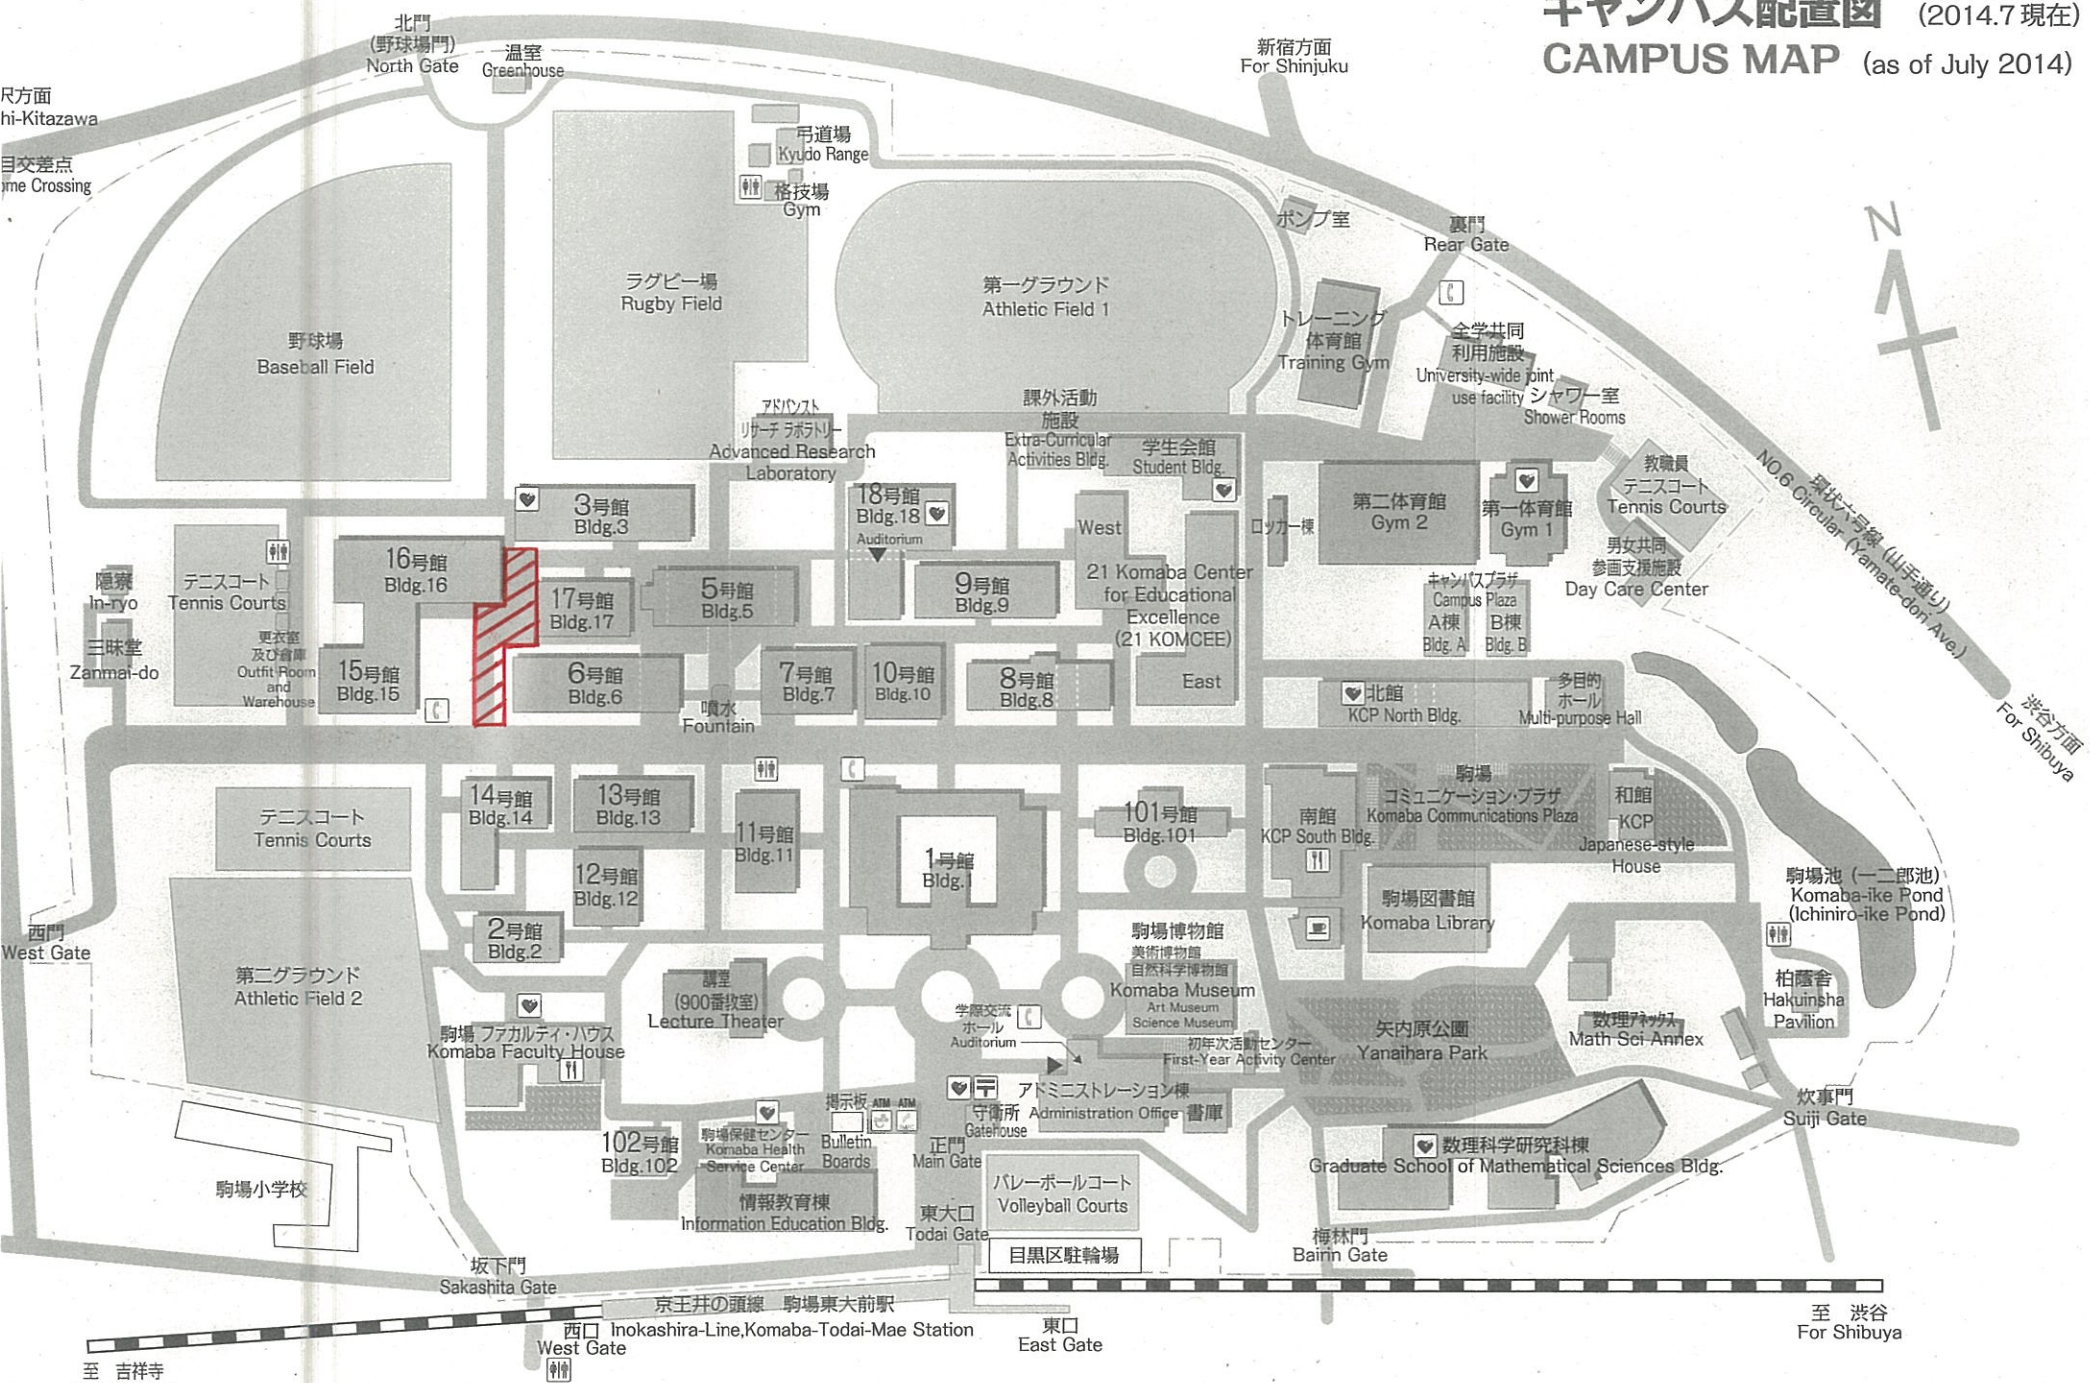 キャンパス配置図 (2014.7現在)
CAMPUS MAP (as of July 2014)
北門
(野球場門)
North Gate
温室
Greenhouse
新宿方面
For Shinjuku
尺方面
hi-Kitazawa
目交差点
ome Crossing
弓道場
Kyudo Range
格技場
Gym
ポンプ室
裏門
Rear Gate
N
野球場
Baseball Field
ラグビー場
Rugby Field
第一グラウンド
Athletic Field 1
トレーニング
体育館
Training Gym
全学共同
利用施設
University-wide joint
use facility
シャワー室
Shower Rooms
アドバンスト
リサーチ ラボラトリー
Advanced Research
Laboratory
課外活動
施設
Extra-Curricular
Activities Bldg.
学生会館
Student Bldg.
教職員
テニスコート
Tennis Courts
環状六号線 (山手通り)
NO.6 Circular (Yamate-dori Ave.)
渋谷方面
For Shibuya
3号館
Bldg.3
18号館
Bldg.18
Auditorium
West
ロッカー棟
第二体育館
Gym 2
第一体育館
Gym 1
男女共同
参画支援施設
Day Care Center
隠寮
In-ryo
三昧堂
Zanmai-do
テニスコート
Tennis Courts
更衣室
及び倉庫
Outfit Room
and
Warehouse
16号館
Bldg.16
15号館
Bldg.15
17号館
Bldg.17
5号館
Bldg.5
9号館
Bldg.9
21 Komaba Center
for Educational
Excellence
(21 KOMCEE)
East
キャンパスプラザ
Campus Plaza
A棟
Bldg. A
B棟
Bldg. B
6号館
Bldg.6
噴水
Fountain
7号館
Bldg.7
10号館
Bldg.10
8号館
Bldg.8
北館
KCP North Bldg.
多目的
ホール
Multi-purpose Hall
テニスコート
Tennis Courts
14号館
Bldg.14
13号館
Bldg.13
11号館
Bldg.11
12号館
Bldg.12
1号館
Bldg.1
101号館
Bldg.101
南館
KCP South Bldg.
駒場
コミュニケーション・プラザ
Komaba Communications Plaza
和館
KCP
Japanese-style
House
駒場池 (一二郎池)
Komaba-ike Pond
(Ichiniro-ike Pond)
西門
West Gate
第二グラウンド
Athletic Field 2
2号館
Bldg.2
講堂
(900番教室)
Lecture Theater
駒場図書館
Komaba Library
駒場博物館
美術博物館
自然科学博物館
Komaba Museum
Art Museum
Science Museum
学際交流
ホール
Auditorium
初年次活動センター
First-Year Activity Center
矢内原公園
Yanaihara Park
数理アネックス
Math Sci Annex
柏蔭舎
Hakuinsha
Pavilion
駒場 ファカルティ・ハウス
Komaba Faculty House
アドミニストレーション棟
Administration Office
書庫
守衛所
Gatehouse
掲示板
Bulletin
Boards
ATM
ATM
正門
Main Gate
炊事門
Suiji Gate
102号館
Bldg.102
駒場保健センター
Komaba Health
Service Center
情報教育棟
Information Education Bldg.
数理科学研究科棟
Graduate School of Mathematical Sciences Bldg.
駒場小学校
バレーボールコート
Volleyball Courts
東大口
Todai Gate
目黒区駐輪場
梅林門
Bairin Gate
坂下門
Sakashita Gate
京王井の頭線 駒場東大前駅
Inokashira-Line,Komaba-Todai-Mae Station
西口
West Gate
東口
East Gate
至 渋谷
For Shibuya
至 吉祥寺